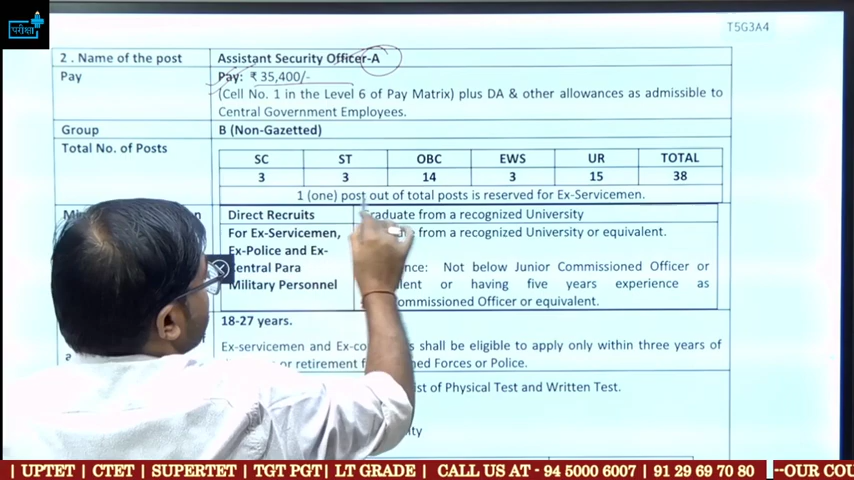 परीक्षा
T5G3A4
2 . Name of the post Assistant Security Officer-A
Pay Pay: ₹ 35,400/-
(Cell No. 1 in the Level 6 of Pay Matrix) plus DA & other allowances as admissible to
Central Government Employees.
Group B (Non-Gazetted)
Total No. of Posts
SC ST OBC EWS UR TOTAL
3 3 14 3 15 38
1 (one) post out of total posts is reserved for Ex-Servicemen.
Direct Recruits Graduate from a recognized University
For Ex-Servicemen, from a recognized University or equivalent.
Ex-Police and Ex-
Central Para Not below Junior Commissioned Officer or
Military Personnel or having five years experience as
Commissioned Officer or equivalent.
18-27 years.
Ex-servicemen and shall be eligible to apply only within three years of
or retirement Forces or Police.
of Physical Test and Written Test.
| UPTET | CTET | SUPERTET | TGT PGT| LT GRADE | CALL US AT - 94 5000 6007 | 91 29 69 70 80 --OUR COU